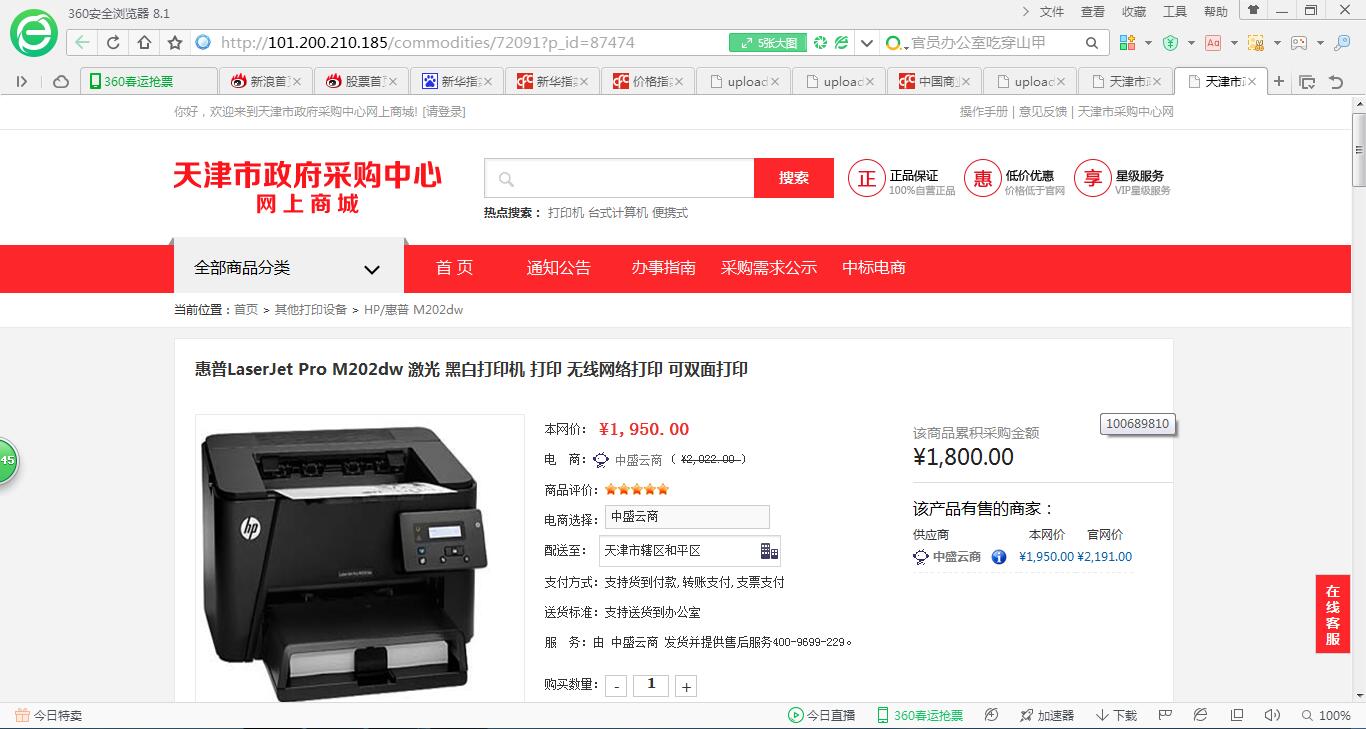 360安全浏览器 8.1
文件 查看 收藏 工具 帮助
http://101.200.210.185/commodities/72091?p_id=87474
5张大图
官员办公室吃穿山甲
360春运抢票
新浪首
股票首
新华指
新华指
价格指
upload
upload
中国商
upload
天津市
天津市
你好，欢迎来到天津市政府采购中心网上商城! [请登录]
操作手册 | 意见反馈 | 天津市采购中心网
天津市政府采购中心
网上商城
搜索
热点搜索： 打印机 台式计算机 便携式
正 正品保证
100%自营正品
惠 低价优惠
价格低于官网
享 星级服务
VIP星级服务
全部商品分类
首 页 通知公告 办事指南 采购需求公示 中标电商
当前位置：首页 > 其他打印设备 > HP/惠普 M202dw
惠普LaserJet Pro M202dw 激光 黑白打印机 打印 无线网络打印 可双面打印
本网价： ¥1,950.00
电 商： 中盛云商 （ ¥2,022.00 ）
商品评价：
电商选择： 中盛云商
配送至： 天津市辖区和平区
支付方式：支持货到付款,转账支付,支票支付
送货标准：支持送货到办公室
服 务：由 中盛云商 发货并提供售后服务400-9699-229。
购买数量： - 1 +
该商品累积采购金额
¥1,800.00
100689810
该产品有售的商家：
供应商 本网价 官网价
中盛云商 ¥1,950.00 ¥2,191.00
hp
45
在线客服
今日特卖
今日直播
360春运抢票
加速器
下载
100%